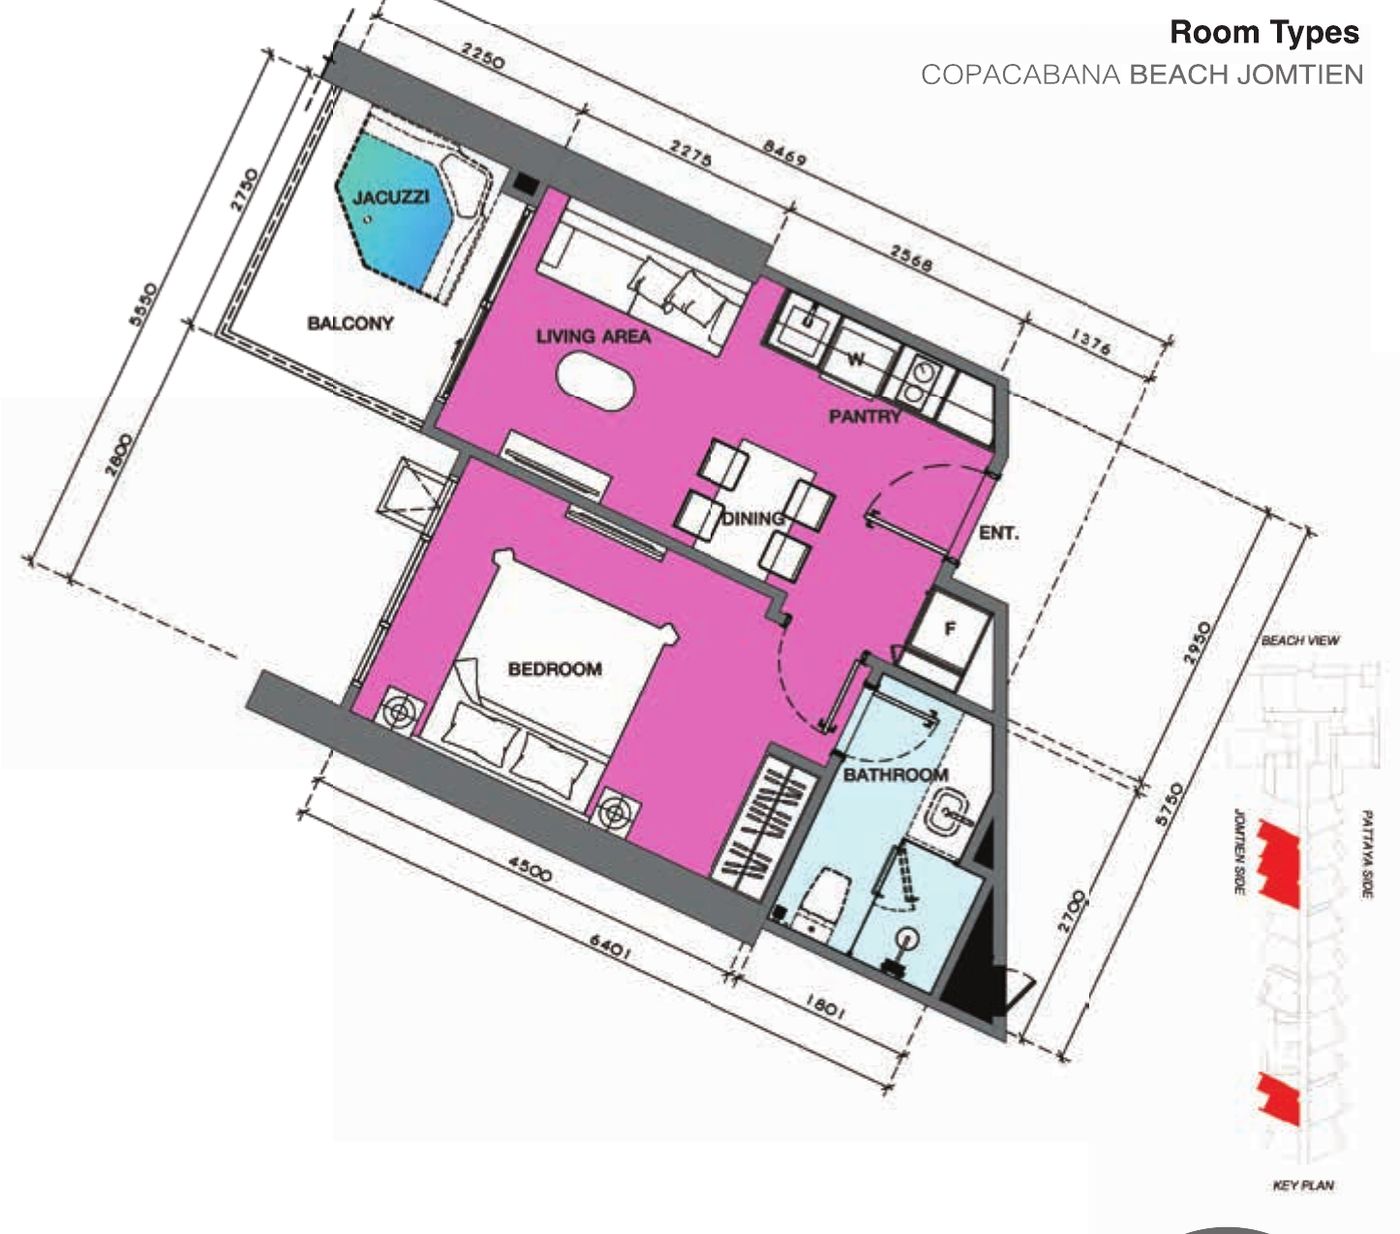 Room Types
COPACABANA BEACH JOMTIEN
2250
2275
8469
2568
1376
2750
5550
2800
JACUZZI
BALCONY
LIVING AREA
W
PANTRY
DINING
ENT.
F
BEDROOM
BATHROOM
2950
5750
2700
4500
6401
1801
BEACH VIEW
JOMTIEN SIDE
PATTAYA SIDE
KEY PLAN